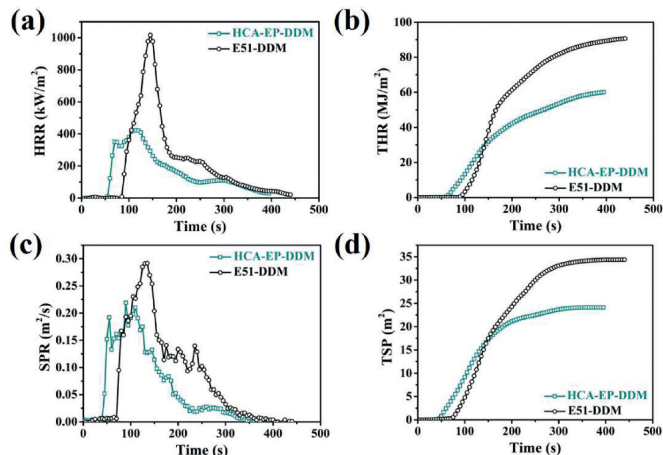 (a)
HCA-EP-DDM
E51-DDM
HRR (kW/m²)
1000
800
600
400
200
0
0 100 200 300 400 500
Time (s)
(b)
THR (MJ/m²)
100
80
60
40
20
0
HCA-EP-DDM
E51-DDM
0 100 200 300 400 500
Time (s)
(c)
HCA-EP-DDM
E51-DDM
SPR (m²/s)
0.30
0.25
0.20
0.15
0.10
0.05
0.00
0 100 200 300 400 500
Time (s)
(d)
TSP (m²)
35
30
25
20
15
10
5
0
HCA-EP-DDM
E51-DDM
0 100 200 300 400 500
Time (s)